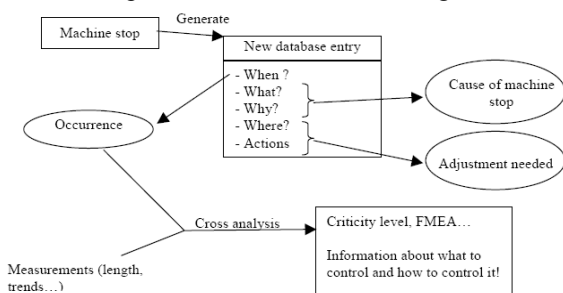 Generate
Machine stop
New database entry
- When ?
- What?
- Why?
- Where?
- Actions
Cause of machine
stop
Occurrence
Adjustment needed
Cross analysis
Criticity level, FMEA…
Information about what to
control and how to control it!
Measurements (length,
trends…)